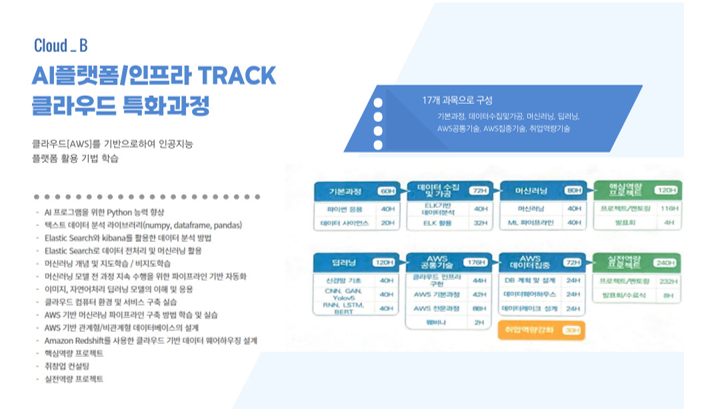 Cloud _ B
AI플랫폼/인프라 TRACK
클라우드 특화과정
클라우드[AWS]를 기반으로하여 인공지능
플랫폼 활용 기법 학습
17개 과목으로 구성
기본과정, 데이터수집및가공, 머신러닝, 딥러닝,
AWS공통기술, AWS집중기술, 취업역량기술
- AI 프로그램을 위한 Python 능력 향상
- 텍스트 데이터 분석 라이브러리(numpy, dataframe, pandas)
- Elastic Search와 kibana를 활용한 데이터 분석 방법
- Elastic Search로 데이터 전처리 및 머신러닝 활용
- 머신러닝 개념 및 지도학습 / 비지도학습
- 머신러닝 모델 전 과정 지속 수행을 위한 파이프라인 기반 자동화
- 이미지, 자연어처리 딥러닝 모델의 이해 및 응용
- 클라우드 컴퓨터 환경 및 서비스 구축 실습
- AWS 기반 머신러닝 파이프라인 구축 방법 학습 및 실습
- AWS 기반 관계형/비관계형 데이터베이스의 설계
- Amazon Redshift를 사용한 클라우드 기반 데이터 웨어하우징 설계
- 핵심역량 프로젝트
- 취창업 컨설팅
- 실전역량 프로젝트
기본과정 60H
파이썬 응용 40H
데이터 사이언스 20H
데이터 수집
및 가공 72H
ELK기반
데이터분석 40H
ELK 활용 32H
머신러닝 80H
머신러닝 40H
ML 파이프라인 40H
핵심역량
프로젝트 120H
프로젝트/멘토링 116H
발표회 4H
딥러닝 120H
신경망 기초 40H
CNN, GAN,
Yolov5 40H
RNN, LSTM,
BERT 40H
AWS
공통기술 176H
클라우드 인프라
구축 44H
AWS 기본과정 42H
AWS 전문과정 88H
웨비나 2H
AWS
데이터집중 72H
DB 계획 및 설계 24H
데이터웨어하우스 24H
데이터레이크 설계 24H
취업역량강화 30H
실전역량
프로젝트 240H
프로젝트/멘토링 232H
발표회/수료식 8H